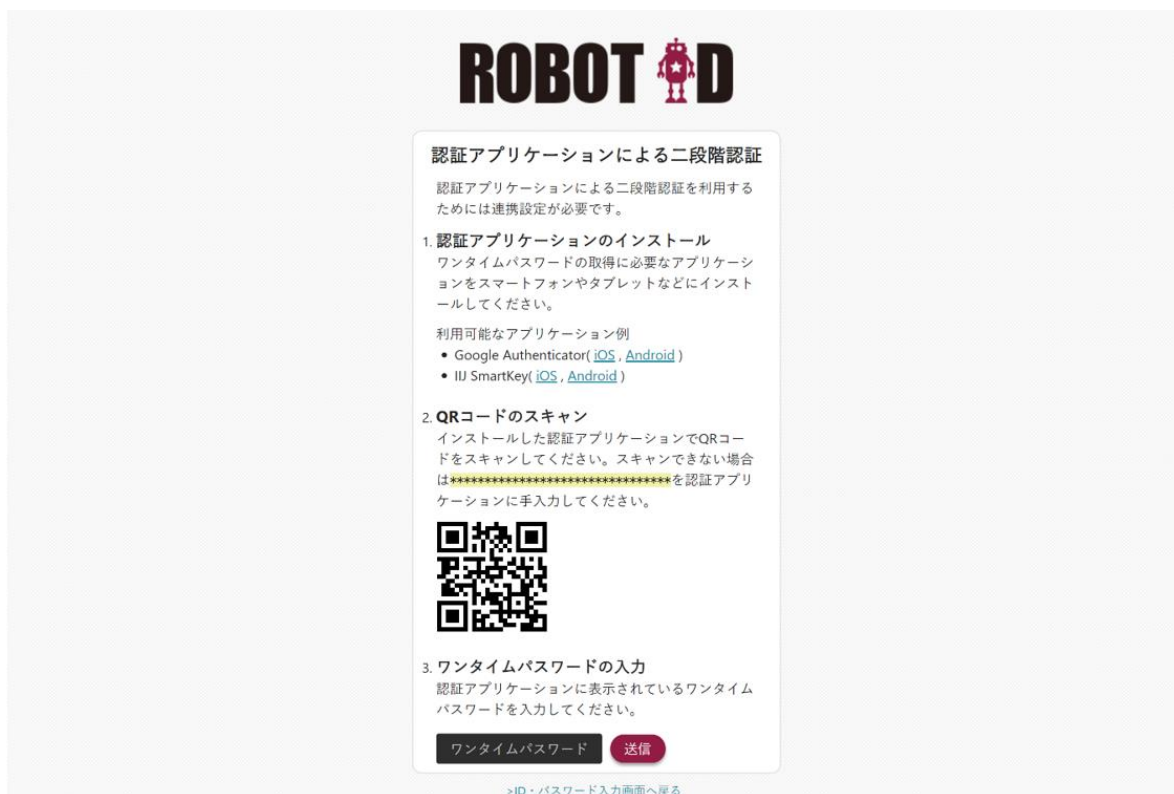 ROBOT ID
認証アプリケーションによる二段階認証
認証アプリケーションによる二段階認証を利用する
ためには連携設定が必要です。
1. 認証アプリケーションのインストール
ワンタイムパスワードの取得に必要なアプリケーシ
ョンをスマートフォンやタブレットなどにインスト
ールしてください。
利用可能なアプリケーション例
• Google Authenticator( iOS , Android )
• IIJ SmartKey( iOS , Android )
2. QRコードのスキャン
インストールした認証アプリケーションでQRコー
ドをスキャンしてください。スキャンできない場合
は********************************を認証アプリ
ケーションに手入力してください。
3. ワンタイムパスワードの入力
認証アプリケーションに表示されているワンタイム
パスワードを入力してください。
ワンタイムパスワード 送信
>ID・パスワード入力画面へ戻る